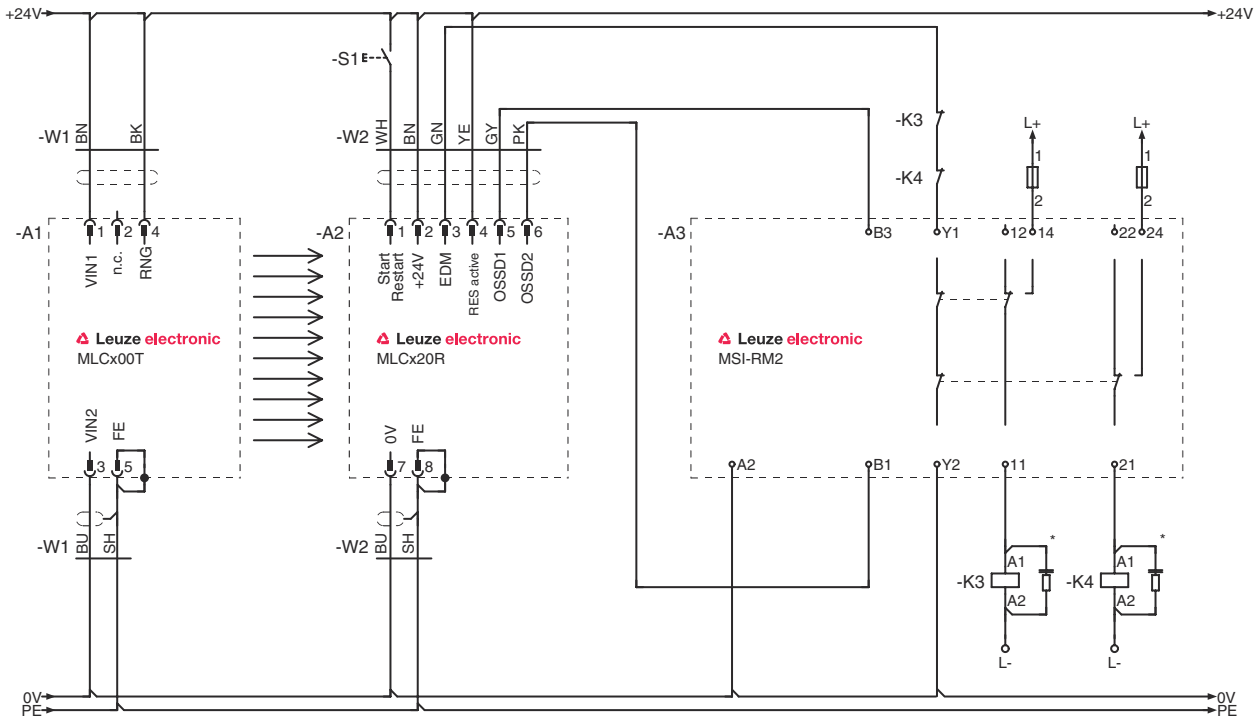 +24V +24V
-S1
-K3
-W1 BN BK -W2 WH BN GN YE GY PK L+ L+
1 1
-K4
2 2
-A1 1 2 4 -A2 1 2 3 4 5 6 -A3 B3 Y1 12 14 22 24
VIN1 n.c. RNG Start Restart +24V EDM RES active OSSD1 OSSD2
Leuze electronic Leuze electronic Leuze electronic
MLCx00T MLCx20R MSI-RM2
VIN2 FE 0V FE
3 5 7 8 A2 B1 Y2 11 21
-W1 BU SH -W2 BU SH
* *
A1 A1
-K3 -K4
A2 A2
L- L-
0V 0V
PE PE